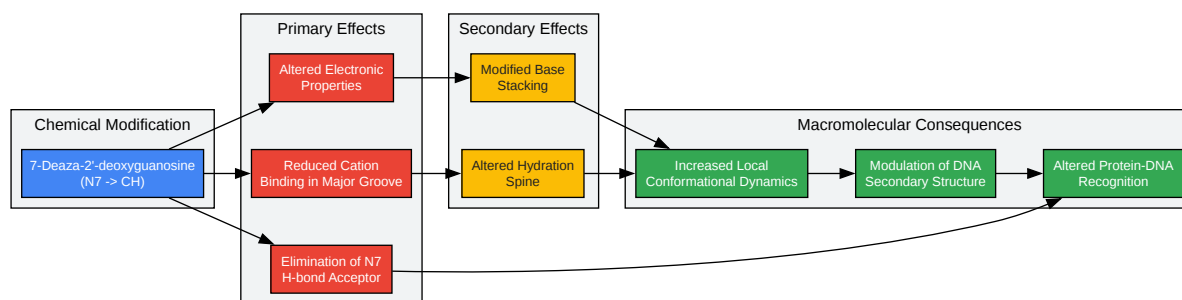 Primary Effects
Secondary Effects
Altered Electronic
Properties
Modified Base
Stacking
Chemical Modification
Macromolecular Consequences
7-Deaza-2'-deoxyguanosine
(N7 -> CH)
Reduced Cation
Binding in Major Groove
Altered Hydration
Spine
Increased Local
Conformational Dynamics
Modulation of DNA
Secondary Structure
Altered Protein-DNA
Recognition
Elimination of N7
H-bond Acceptor